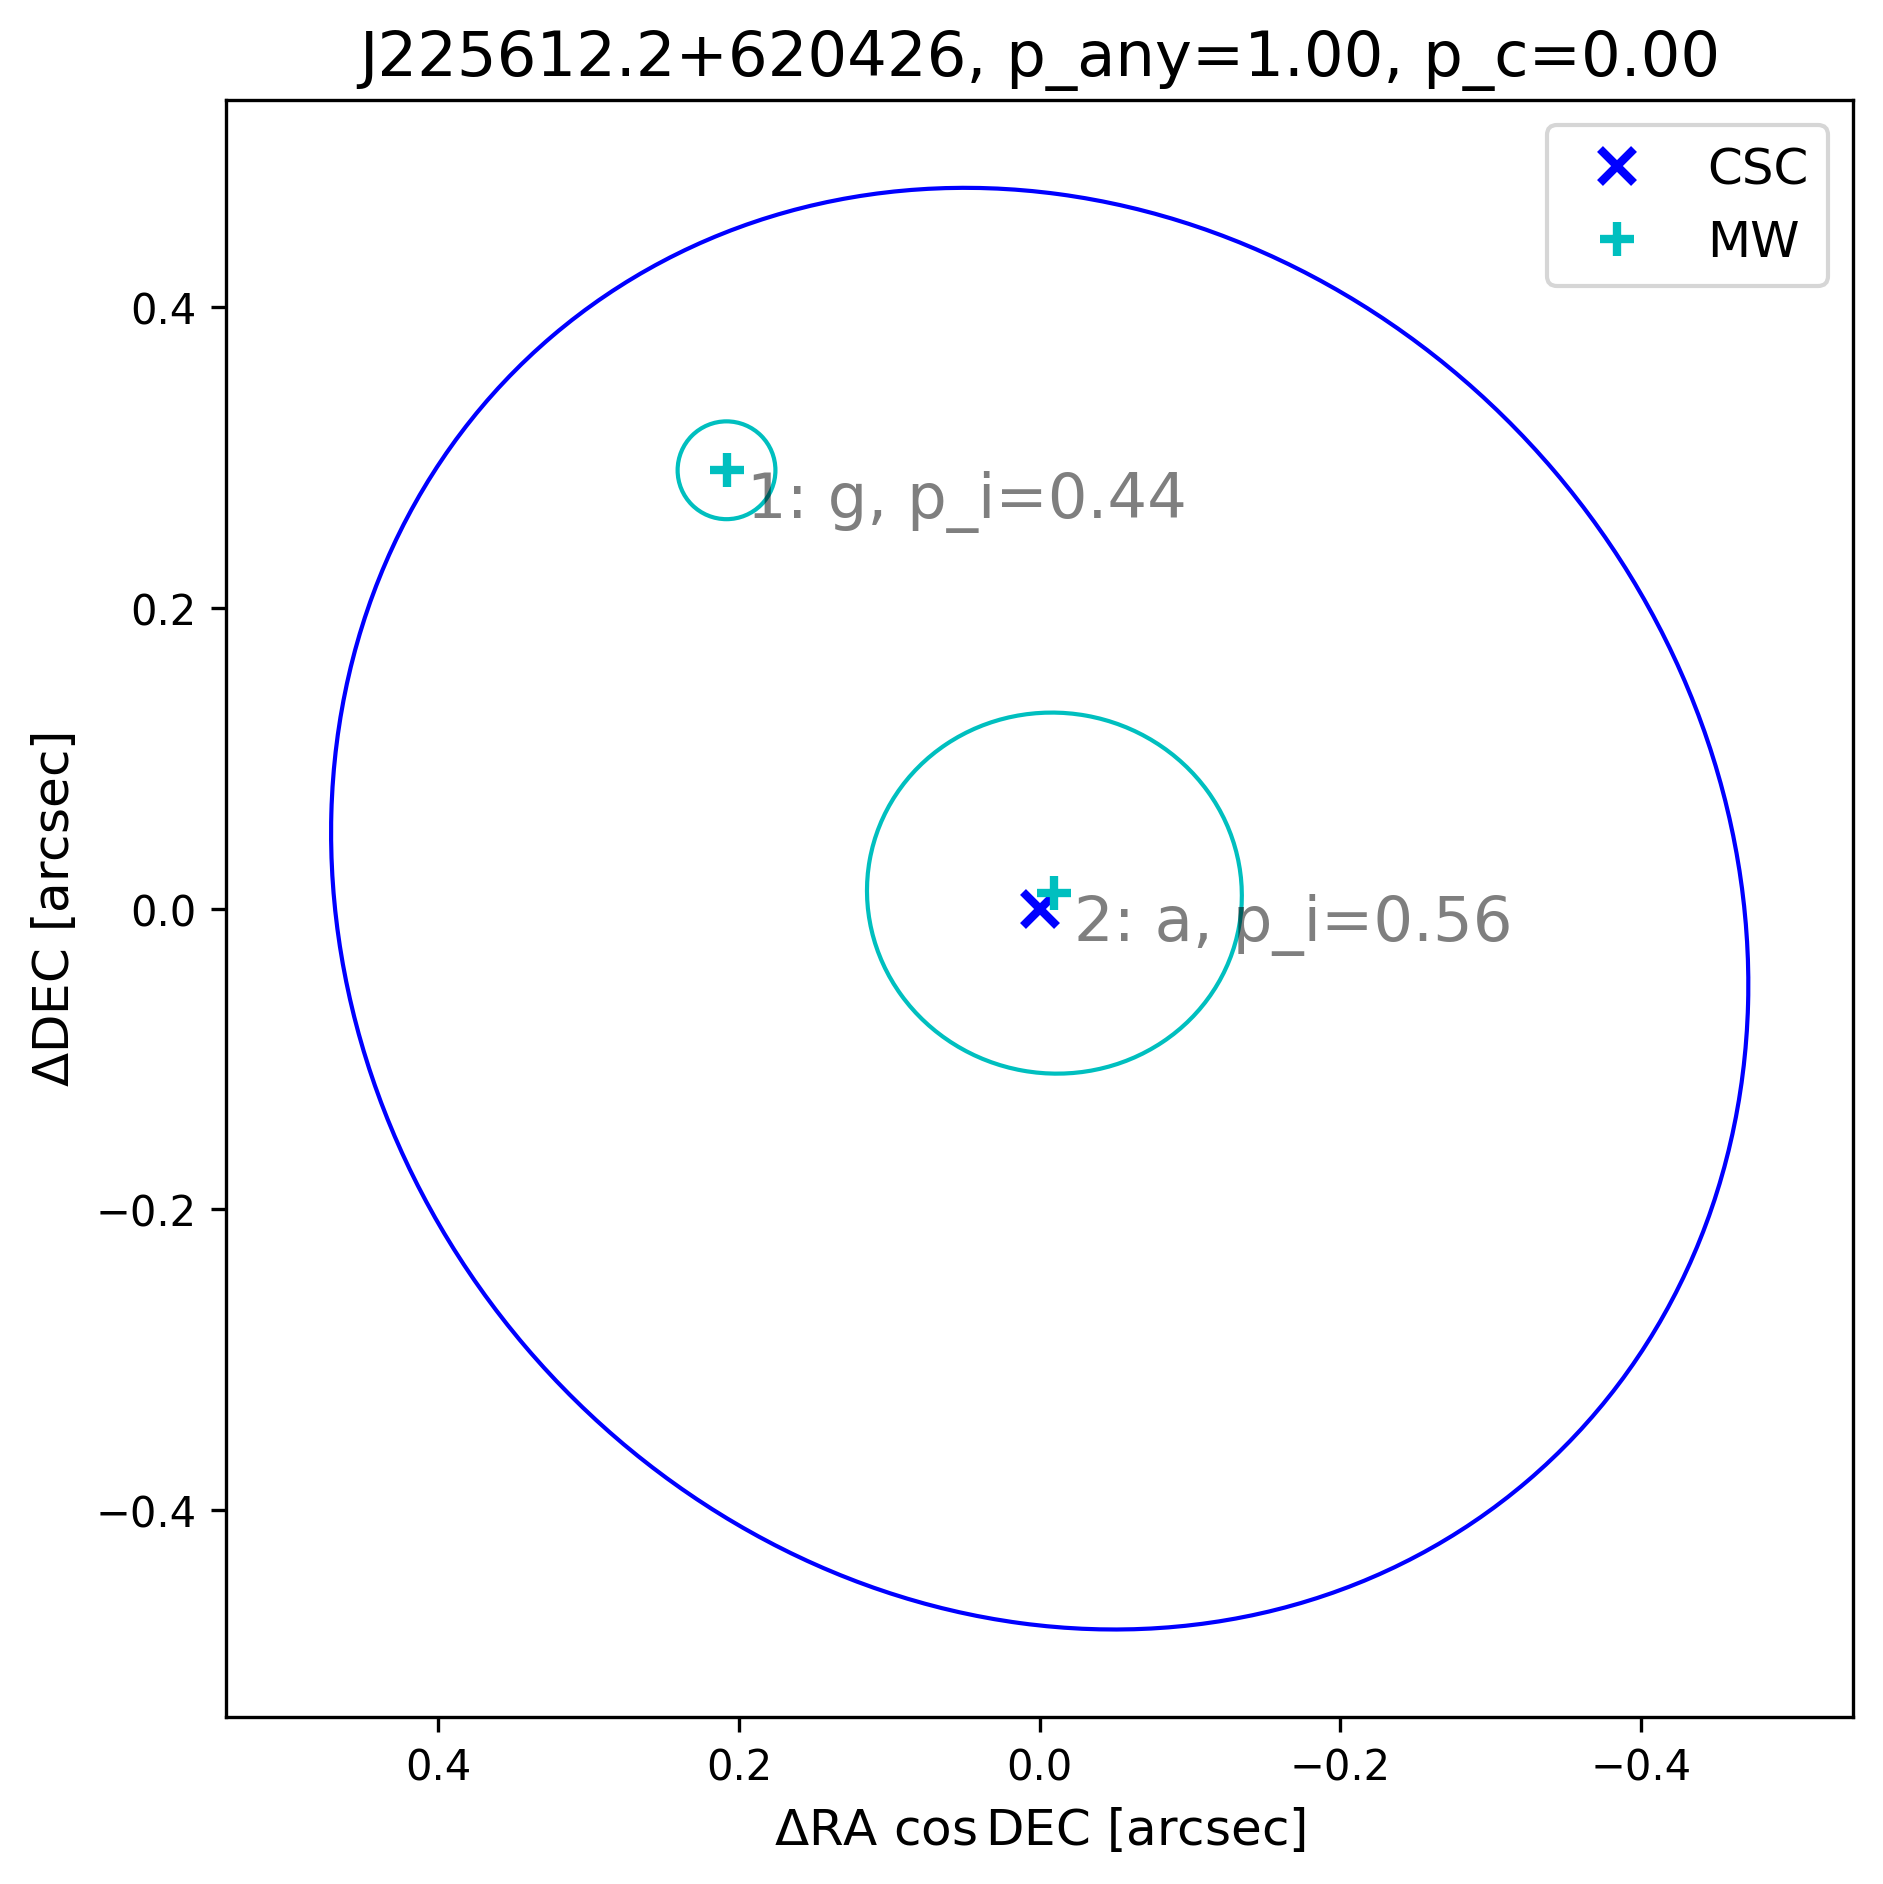 J225612.2+620426, p_any=1.00, p_c=0.00
CSC
MW
0.4
0.2
0.0
−0.2
−0.4
ΔDEC [arcsec]
1: g, p_i=0.44
2: a, p_i=0.56
0.4
0.2
0.0
−0.2
−0.4
ΔRA cos DEC [arcsec]